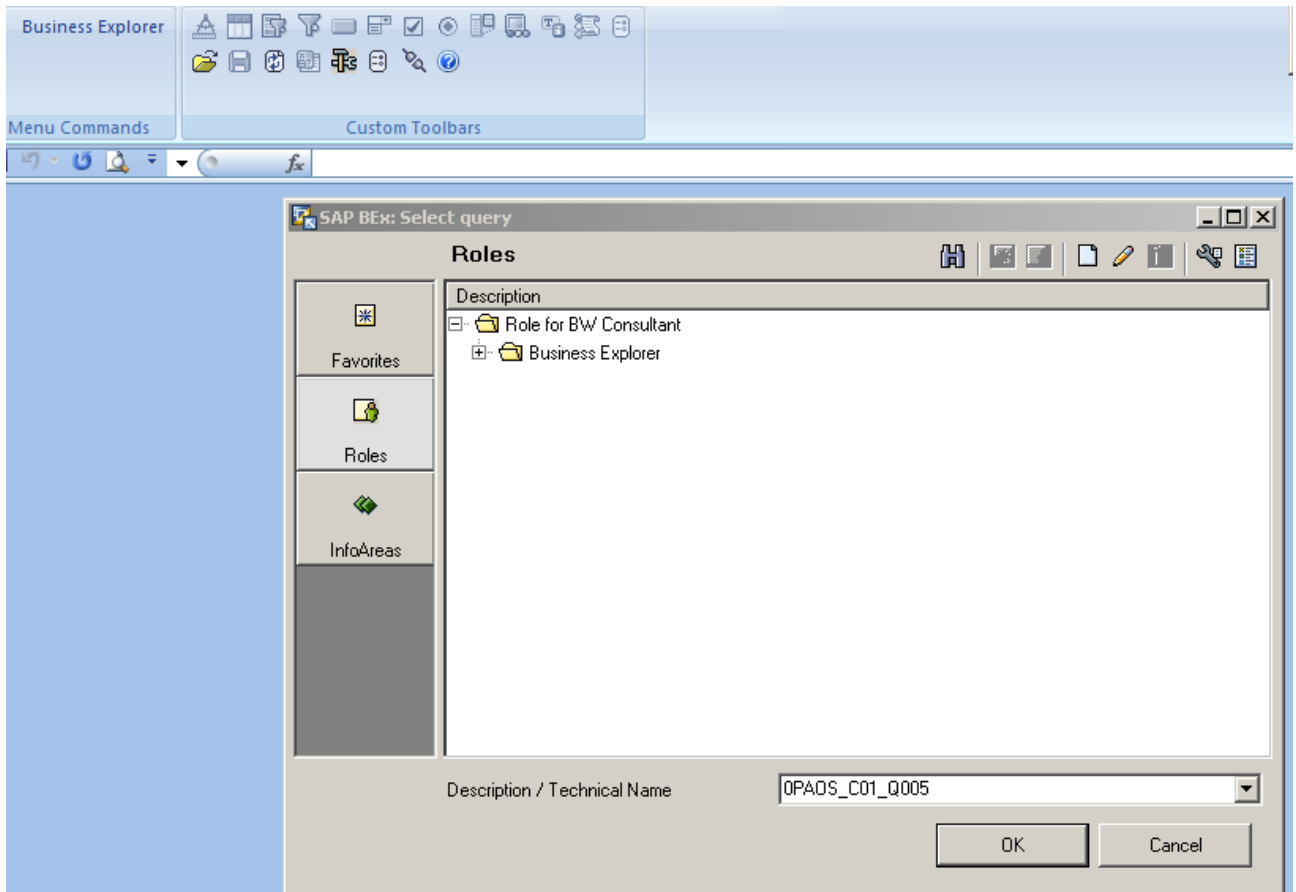 Business Explorer
Menu Commands
Custom Toolbars
fx
SAP BEx: Select query
Roles
Description
Role for BW Consultant
Business Explorer
Favorites
Roles
InfoAreas
Description / Technical Name
0PAOS_C01_Q005
OK
Cancel